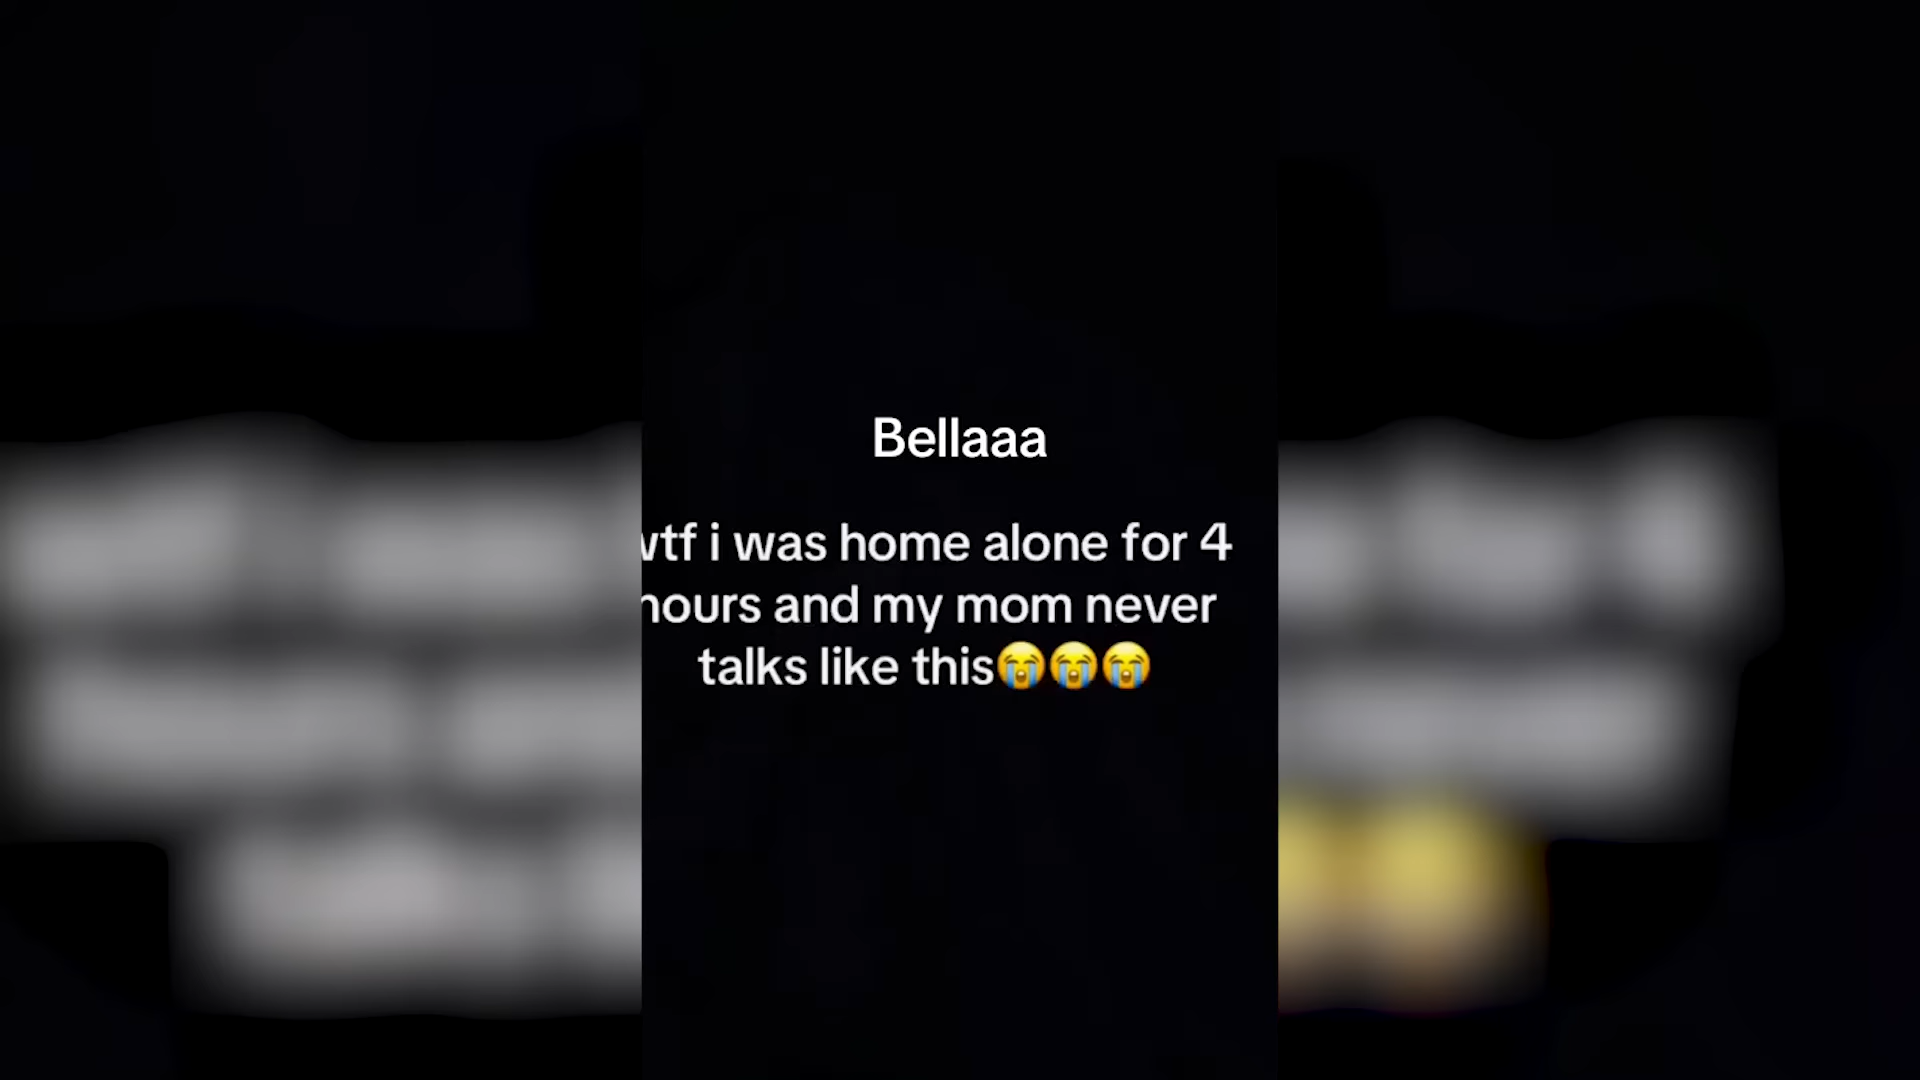 Bellaaa
wtf i was home alone for 4
hours and my mom never
talks like this😭😭😭